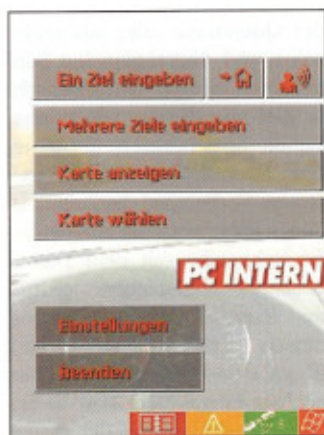 Ein Ziel eingeben
Mehrere Ziele eingeben
Karte anzeigen
Karte wählen
PC INTERN
Einstellungen
Beenden